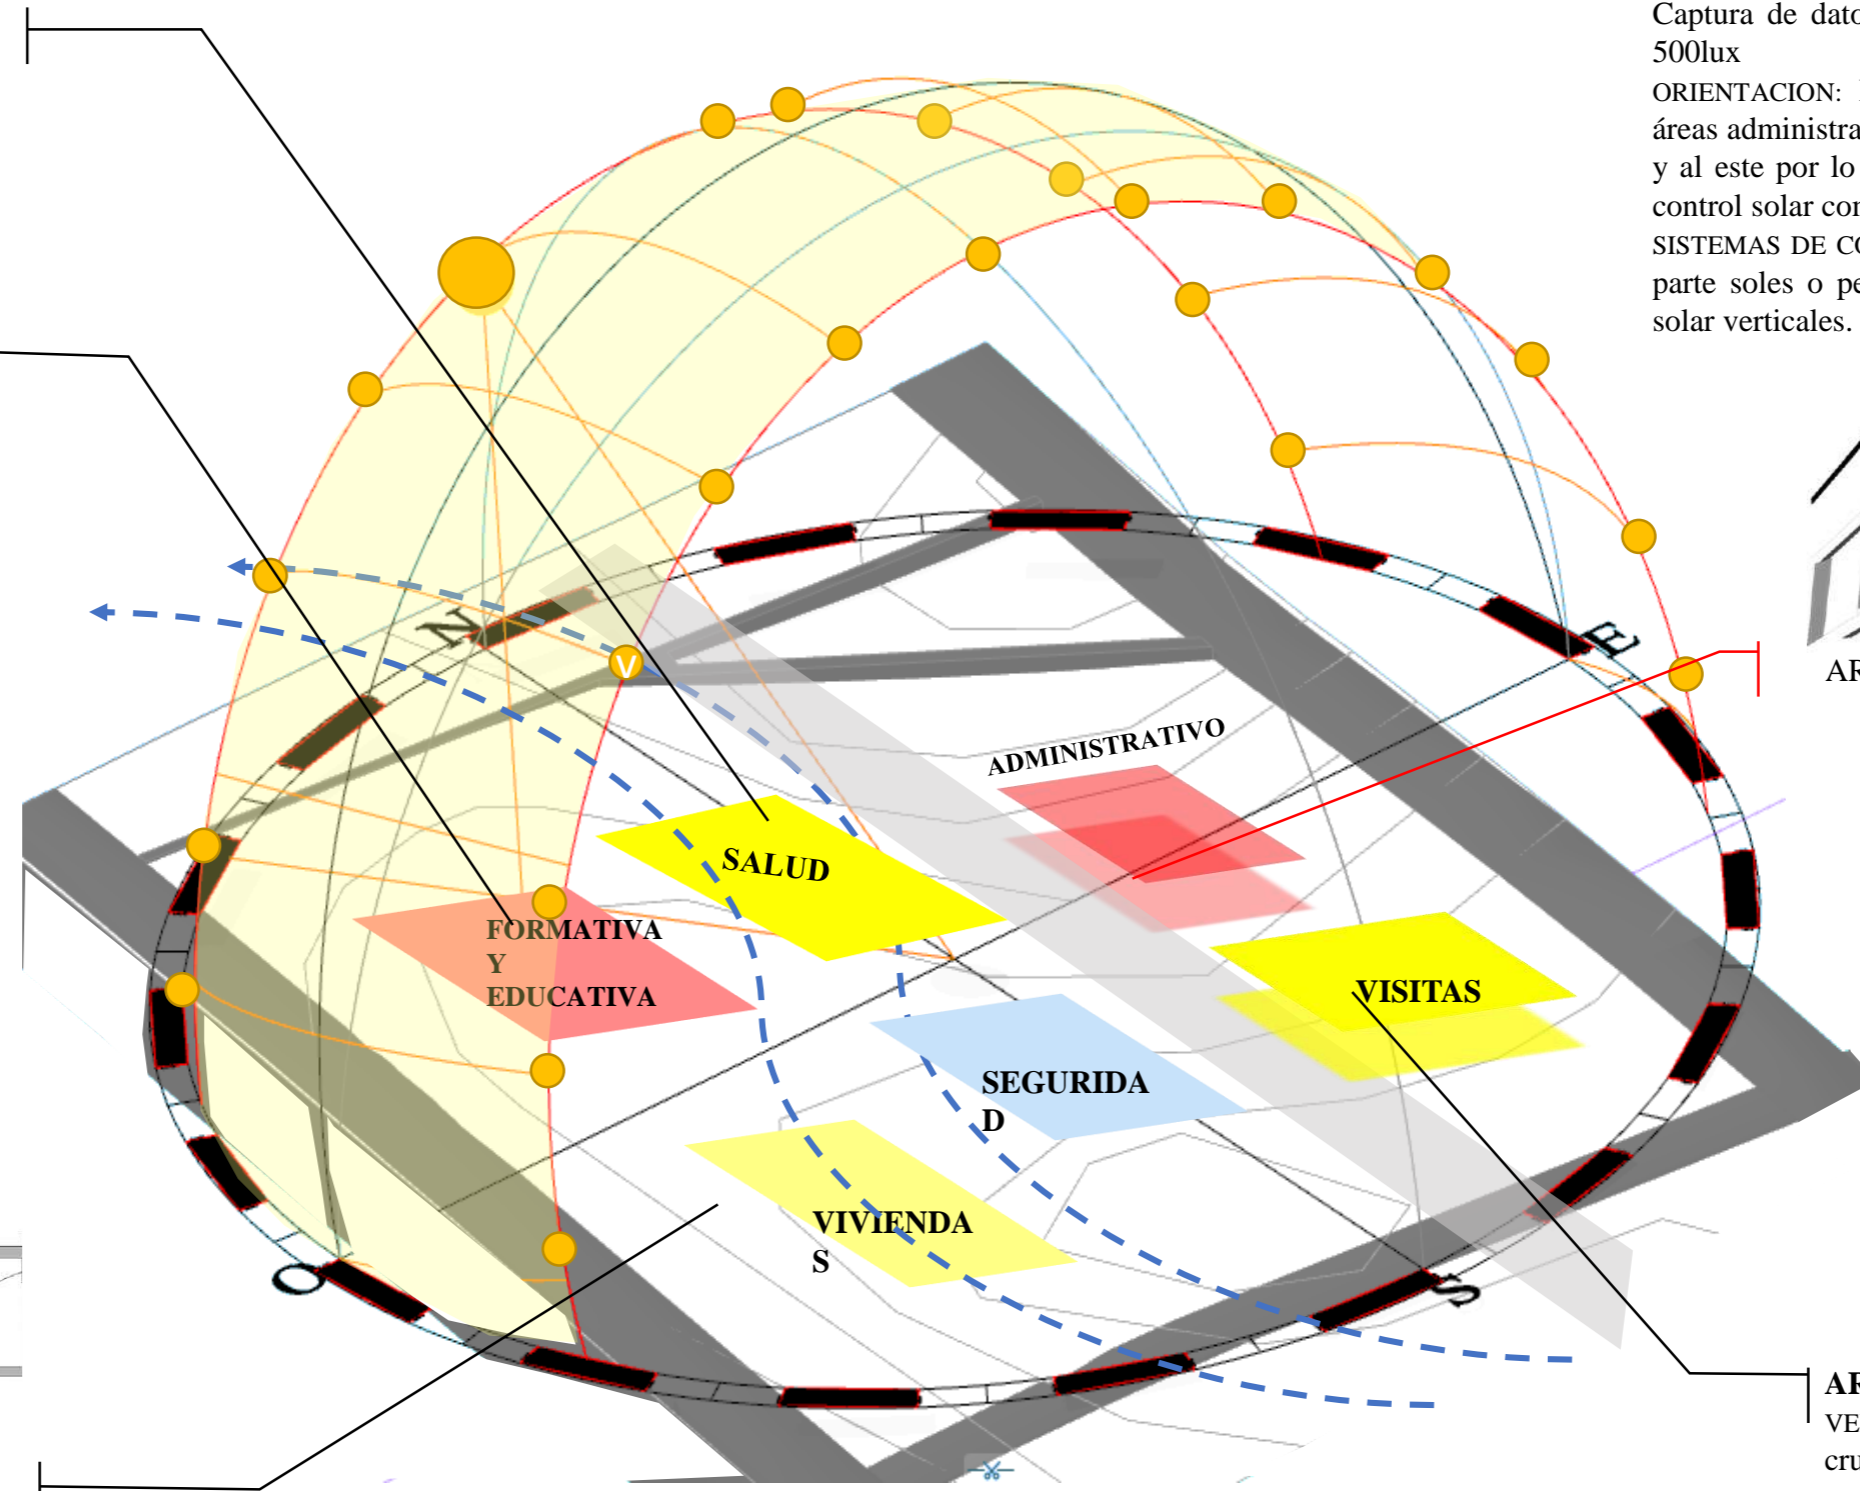 Captura de dato
500lux
ORIENTACION:
áreas administra
y al este por lo
control solar con
SISTEMAS DE CO
parte soles o pe
solar verticales.
N
E
V
AR
ADMINISTRATIVO
SALUD
FORMATIVA
Y
EDUCATIVA
VISITAS
SEGURIDA
D
VIVIENDA
S
O
S
AR
VE
cru